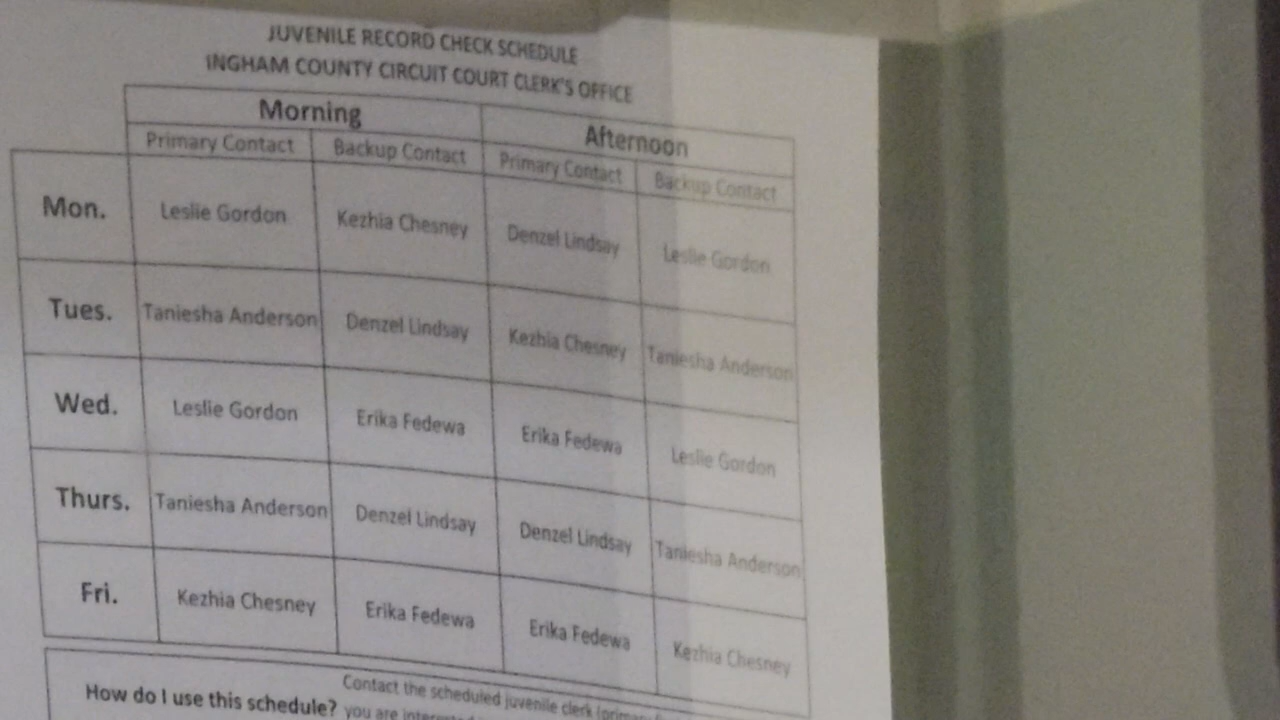 JUVENILE RECORD CHECK SCHEDULE
INGHAM COUNTY CIRCUIT COURT CLERK'S OFFICE
Morning Afternoon
Primary Contact Backup Contact Primary Contact Backup Contact
Mon. Leslie Gordon Kezhia Chesney Denzel Lindsay Leslie Gordon
Tues. Taniesha Anderson Denzel Lindsay Kezhia Chesney Taniesha Anderson
Wed. Leslie Gordon Erika Fedewa Erika Fedewa Leslie Gordon
Thurs. Taniesha Anderson Denzel Lindsay Denzel Lindsay Taniesha Anderson
Fri. Kezhia Chesney Erika Fedewa Erika Fedewa Kezhia Chesney
Contact the scheduled juvenile clerk (primary
How do I use this schedule? you are